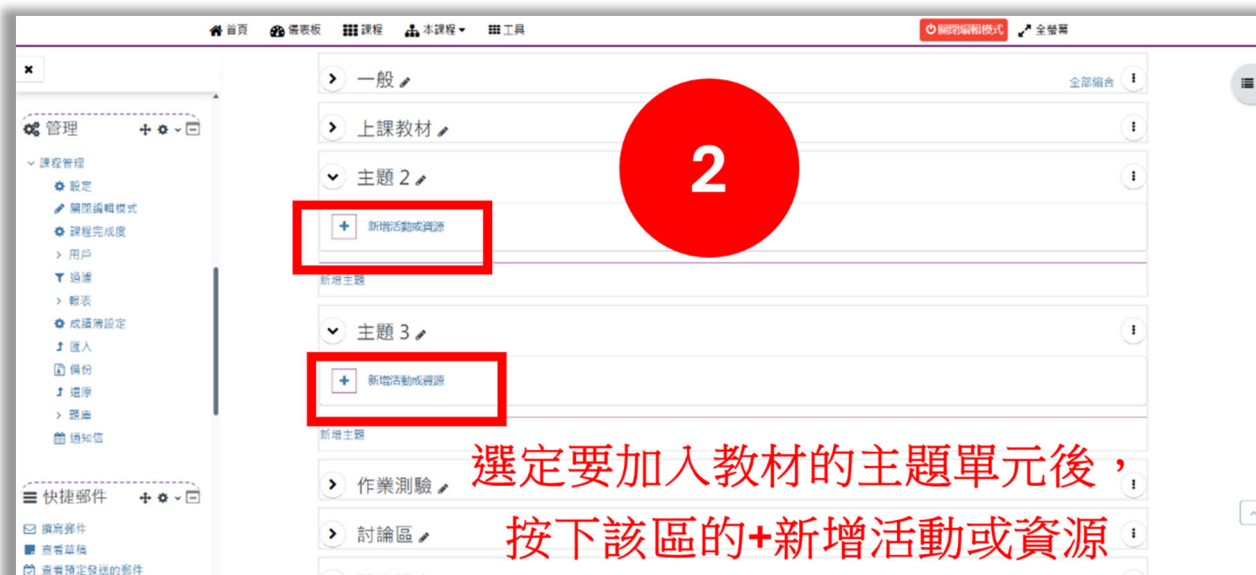 首頁 儀表板 課程 本課程 工具 關閉編輯模式 全螢幕
一般
全部縮合
管理
上課教材
2
課程管理
主題 2
設定
關閉編輯模式
新增活動或資源
課程完成度
用戶
過濾
新增主題
報表
成績簿設定
主題 3
匯入
備份
新增活動或資源
還原
題庫
通知信
新增主題
選定要加入教材的主題單元後，
快捷郵件
作業測驗
撰寫郵件
按下該區的+新增活動或資源
討論區
查看草稿
查看預定發送的郵件